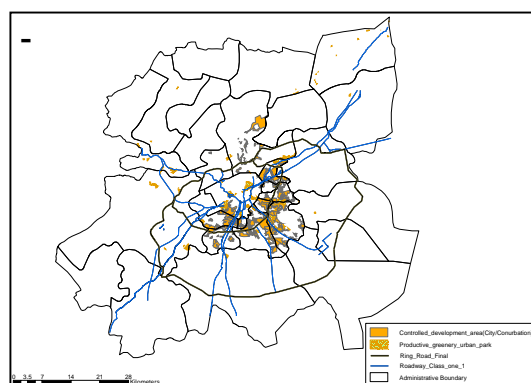 Controlled_development_area(City/Conurbation)
Productive_greenery_urban_park
Ring_Road_Final
Roadway_Class_one_1
Administrative Boundary
0 3.5 7 14 21 28
Kilometers